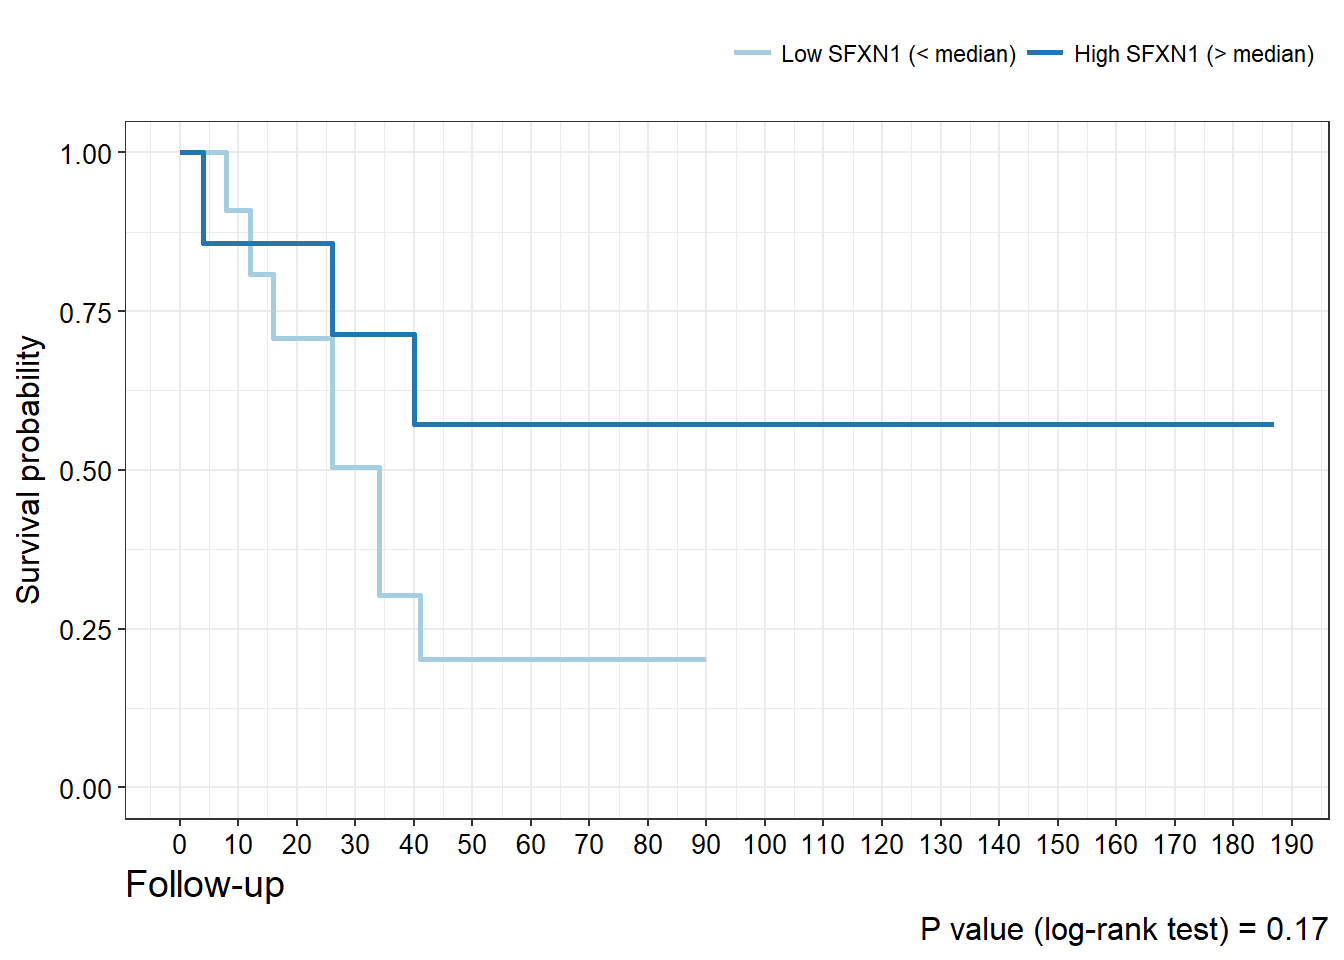 Low SFXN1 (< median) High SFXN1 (> median)
1.00
0.75
0.50
0.25
0.00
Survival probability
0 10 20 30 40 50 60 70 80 90 100 110 120 130 140 150 160 170 180 190
Follow-up
P value (log-rank test) = 0.17